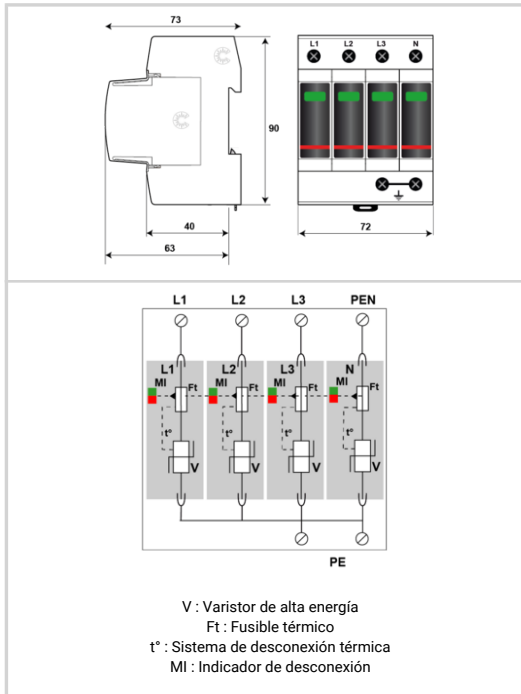 73
L1 L2 L3 N
90
40
63
72
L1 L2 L3 PEN
L1 L2 L3 N
MI Ft MI Ft MI Ft MI Ft
t° t° t° t°
V V V V
PE
V : Varistor de alta energía
Ft : Fusible térmico
t° : Sistema de desconexión térmica
MI : Indicador de desconexión